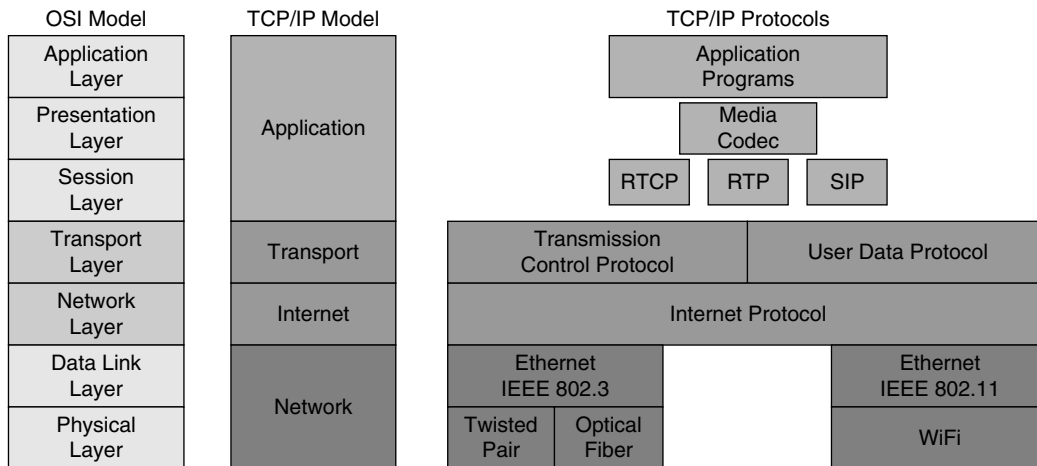 OSI Model
TCP/IP Model
TCP/IP Protocols
Application
Layer
Presentation
Layer
Session
Layer
Transport
Layer
Network
Layer
Data Link
Layer
Physical
Layer
Application
Transport
Internet
Network
Application
Programs
Media
Codec
RTCP
RTP
SIP
Transmission
Control Protocol
User Data Protocol
Internet Protocol
Ethernet
IEEE 802.3
Ethernet
IEEE 802.11
Twisted
Pair
Optical
Fiber
WiFi